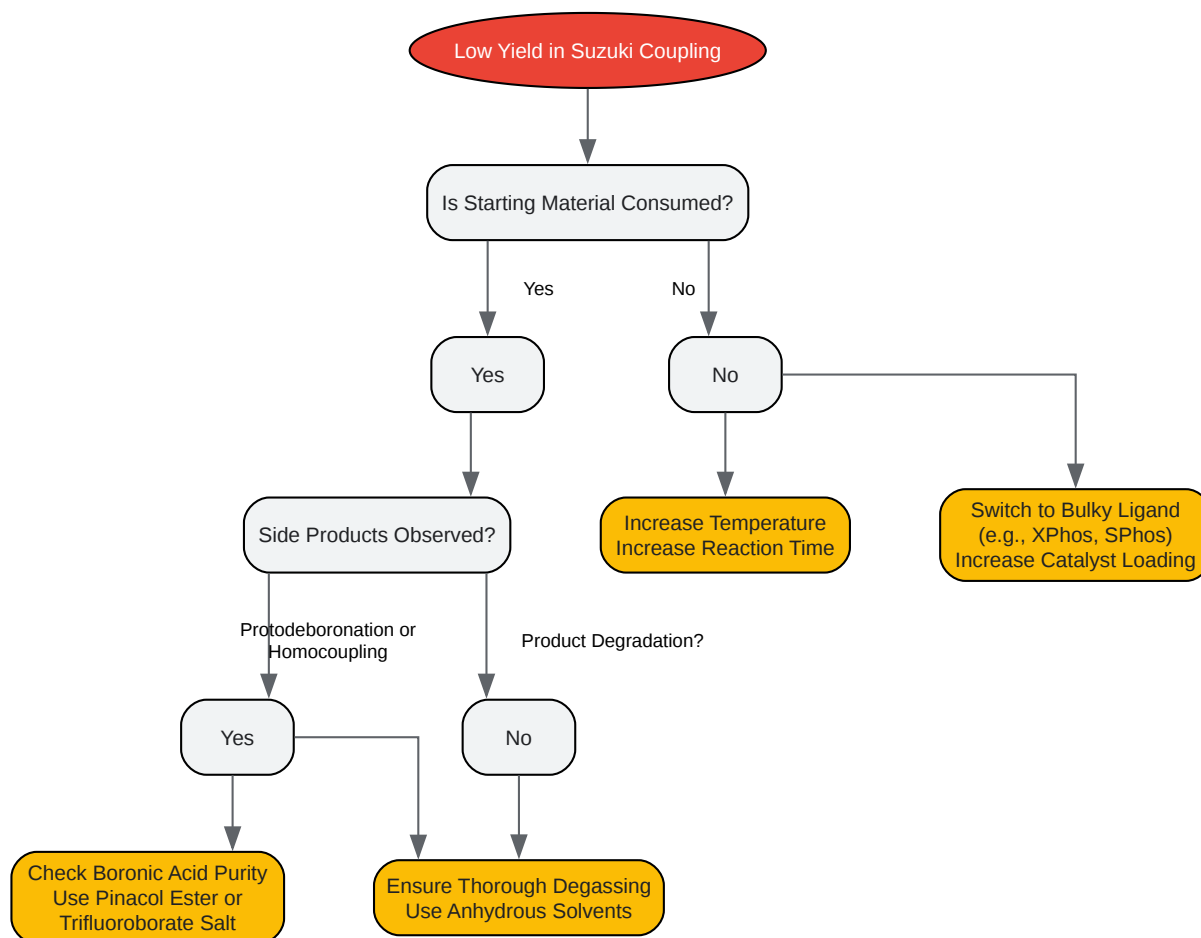 Low Yield in Suzuki Coupling
Is Starting Material Consumed?
Yes
No
Yes
No
Side Products Observed?
Increase Temperature
Increase Reaction Time
Switch to Bulky Ligand
(e.g., XPhos, SPhos)
Increase Catalyst Loading
Protodeboronation or
Homocoupling
Product Degradation?
Yes
No
Check Boronic Acid Purity
Use Pinacol Ester or
Trifluoroborate Salt
Ensure Thorough Degassing
Use Anhydrous Solvents